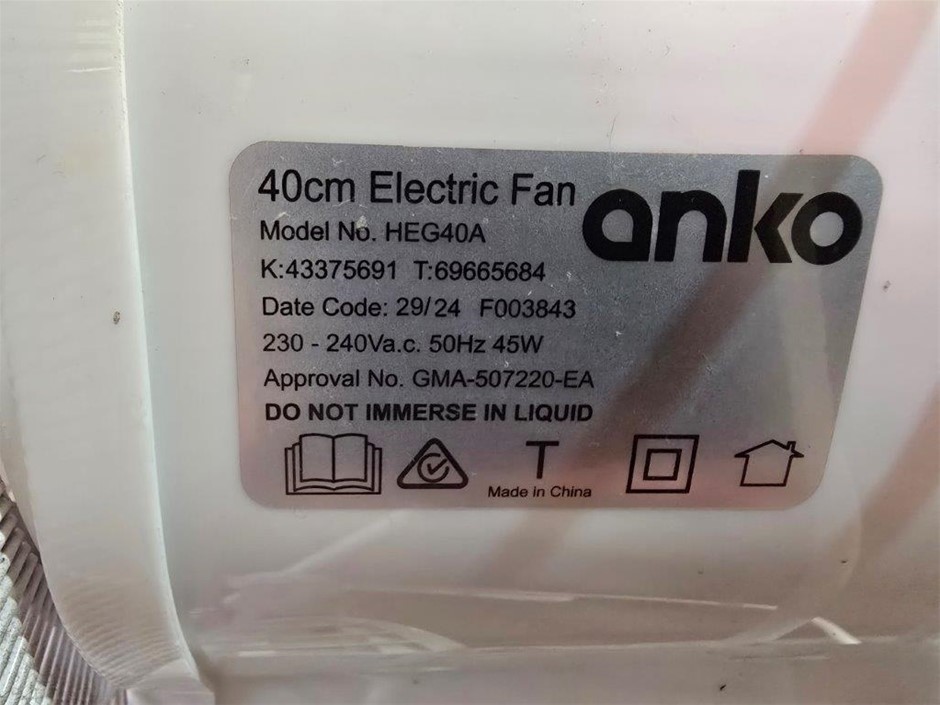 40cm Electric Fan
anko
Model No. HEG40A
K:43375691 T:69665684
Date Code: 29/24 F003843
230 - 240Va.c. 50Hz 45W
Approval No. GMA-507220-EA
DO NOT IMMERSE IN LIQUID
T
Made in China